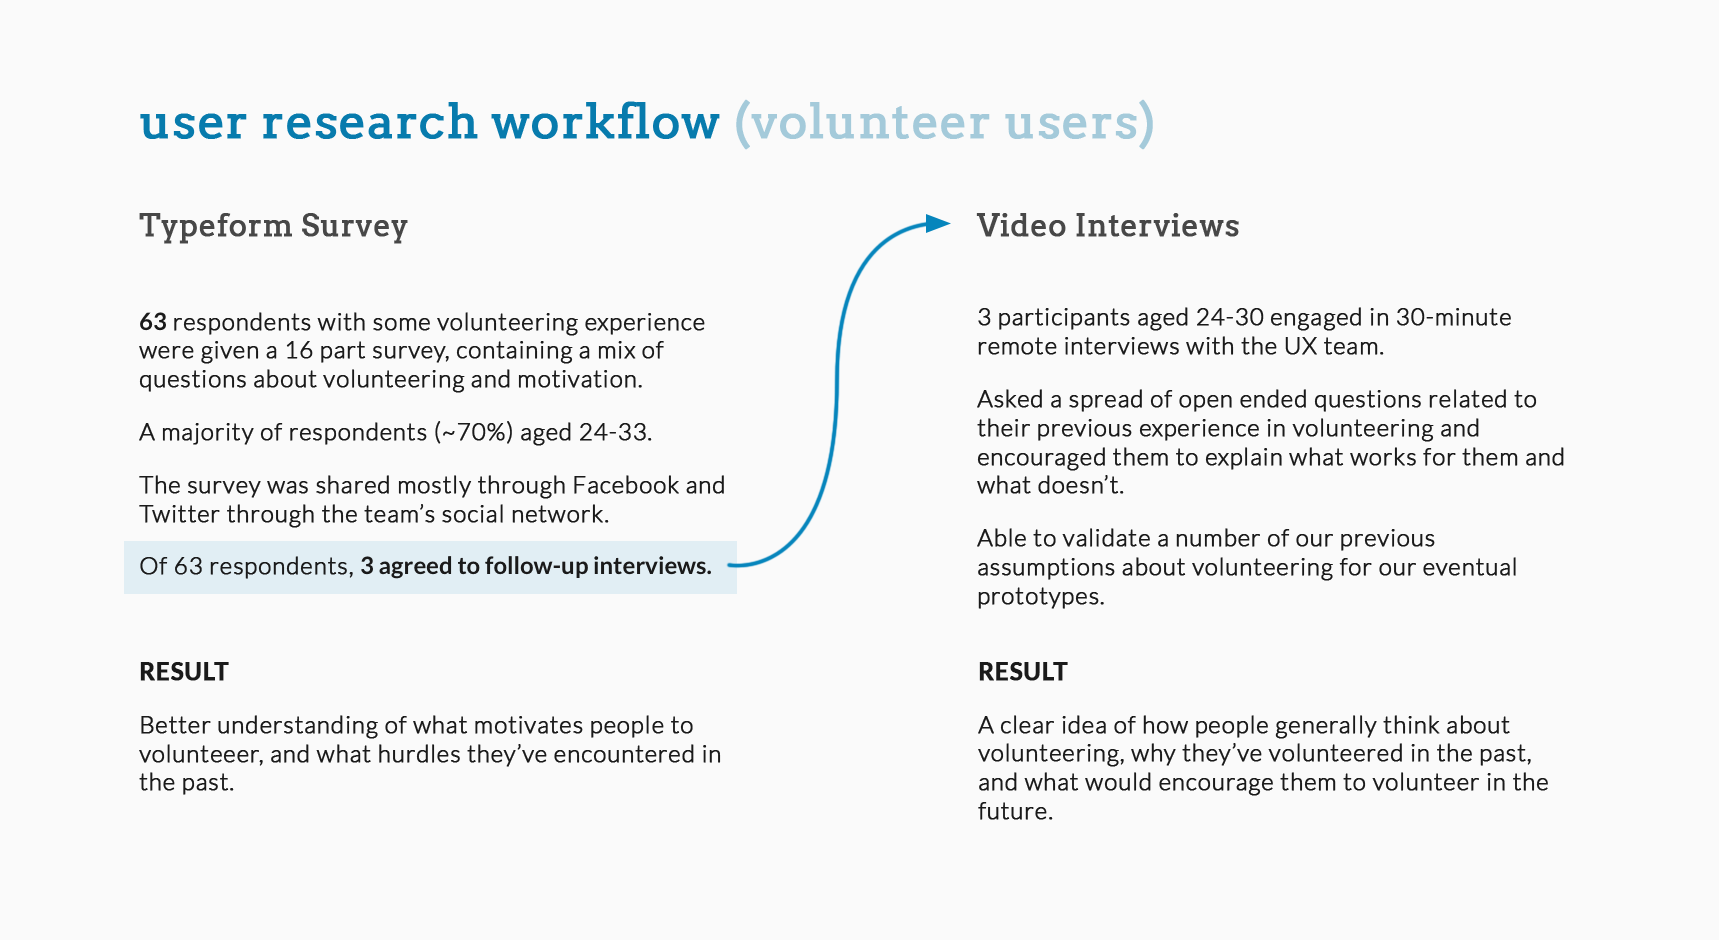 user research workflow (volunteer users)
Typeform Survey
63 respondents with some volunteering experience
were given a 16 part survey, containing a mix of
questions about volunteering and motivation.
A majority of respondents (~70%) aged 24-33.
The survey was shared mostly through Facebook and
Twitter through the team’s social network.
Of 63 respondents, 3 agreed to follow-up interviews.
RESULT
Better understanding of what motivates people to
volunteeer, and what hurdles they’ve encountered in
the past.
Video Interviews
3 participants aged 24-30 engaged in 30-minute
remote interviews with the UX team.
Asked a spread of open ended questions related to
their previous experience in volunteering and
encouraged them to explain what works for them and
what doesn’t.
Able to validate a number of our previous
assumptions about volunteering for our eventual
prototypes.
RESULT
A clear idea of how people generally think about
volunteering, why they’ve volunteered in the past,
and what would encourage them to volunteer in the
future.